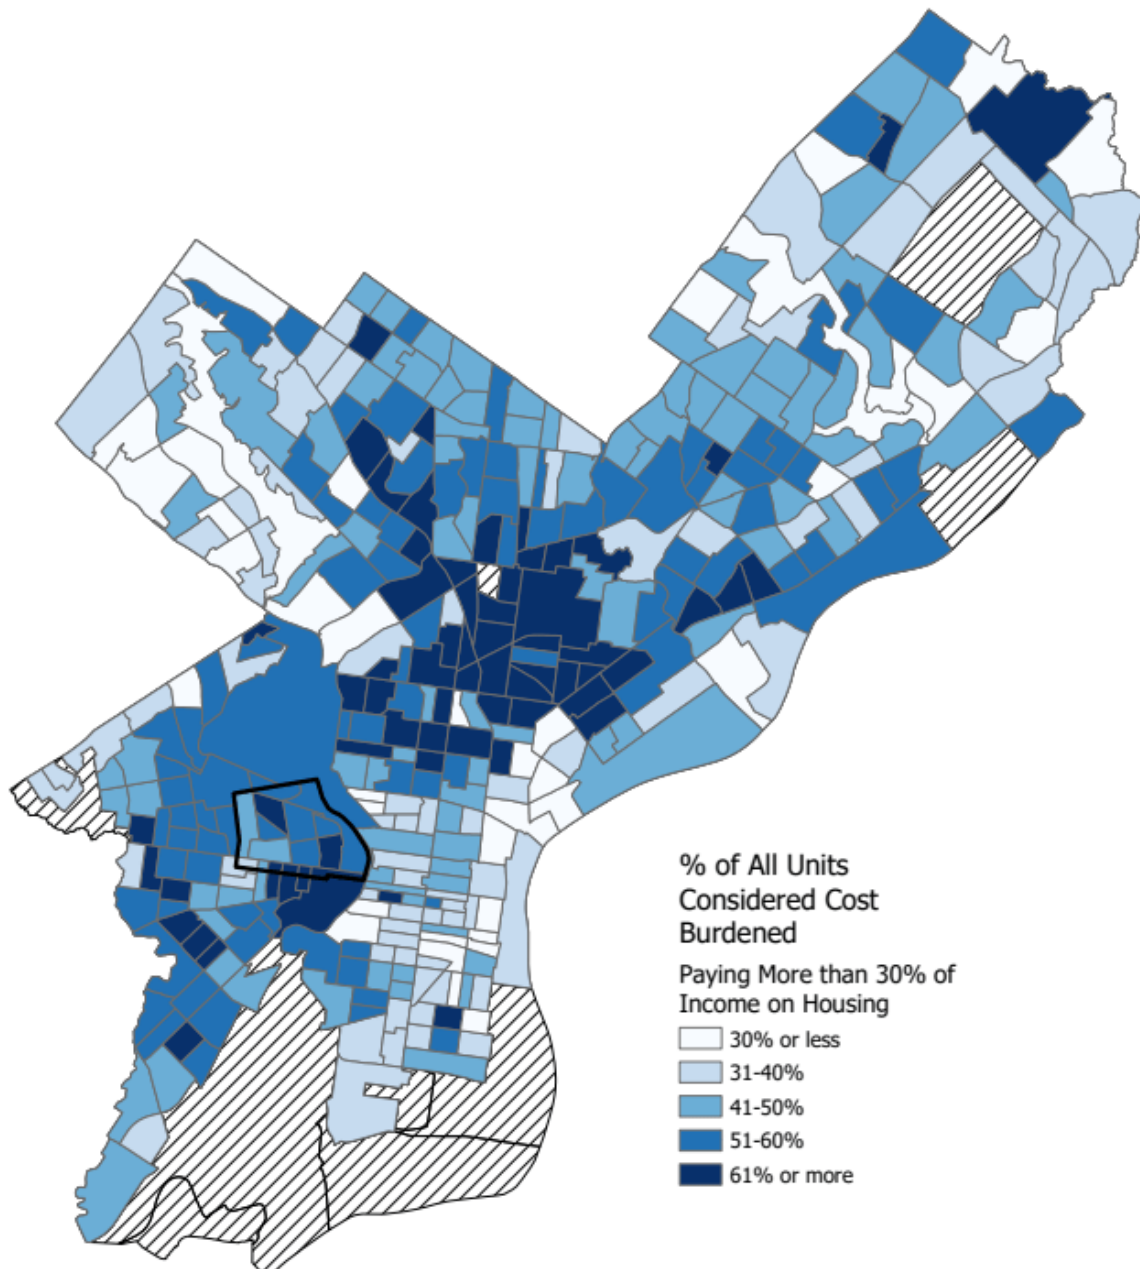 % of All Units
Considered Cost
Burdened
Paying More than 30% of
Income on Housing
30% or less
31-40%
41-50%
51-60%
61% or more